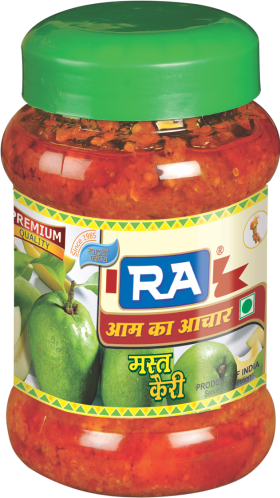 PREMIUM
QUALITY
Since 1985
RA®
आम का आचार
मस्त
कैरी
PRODUCT OF INDIA